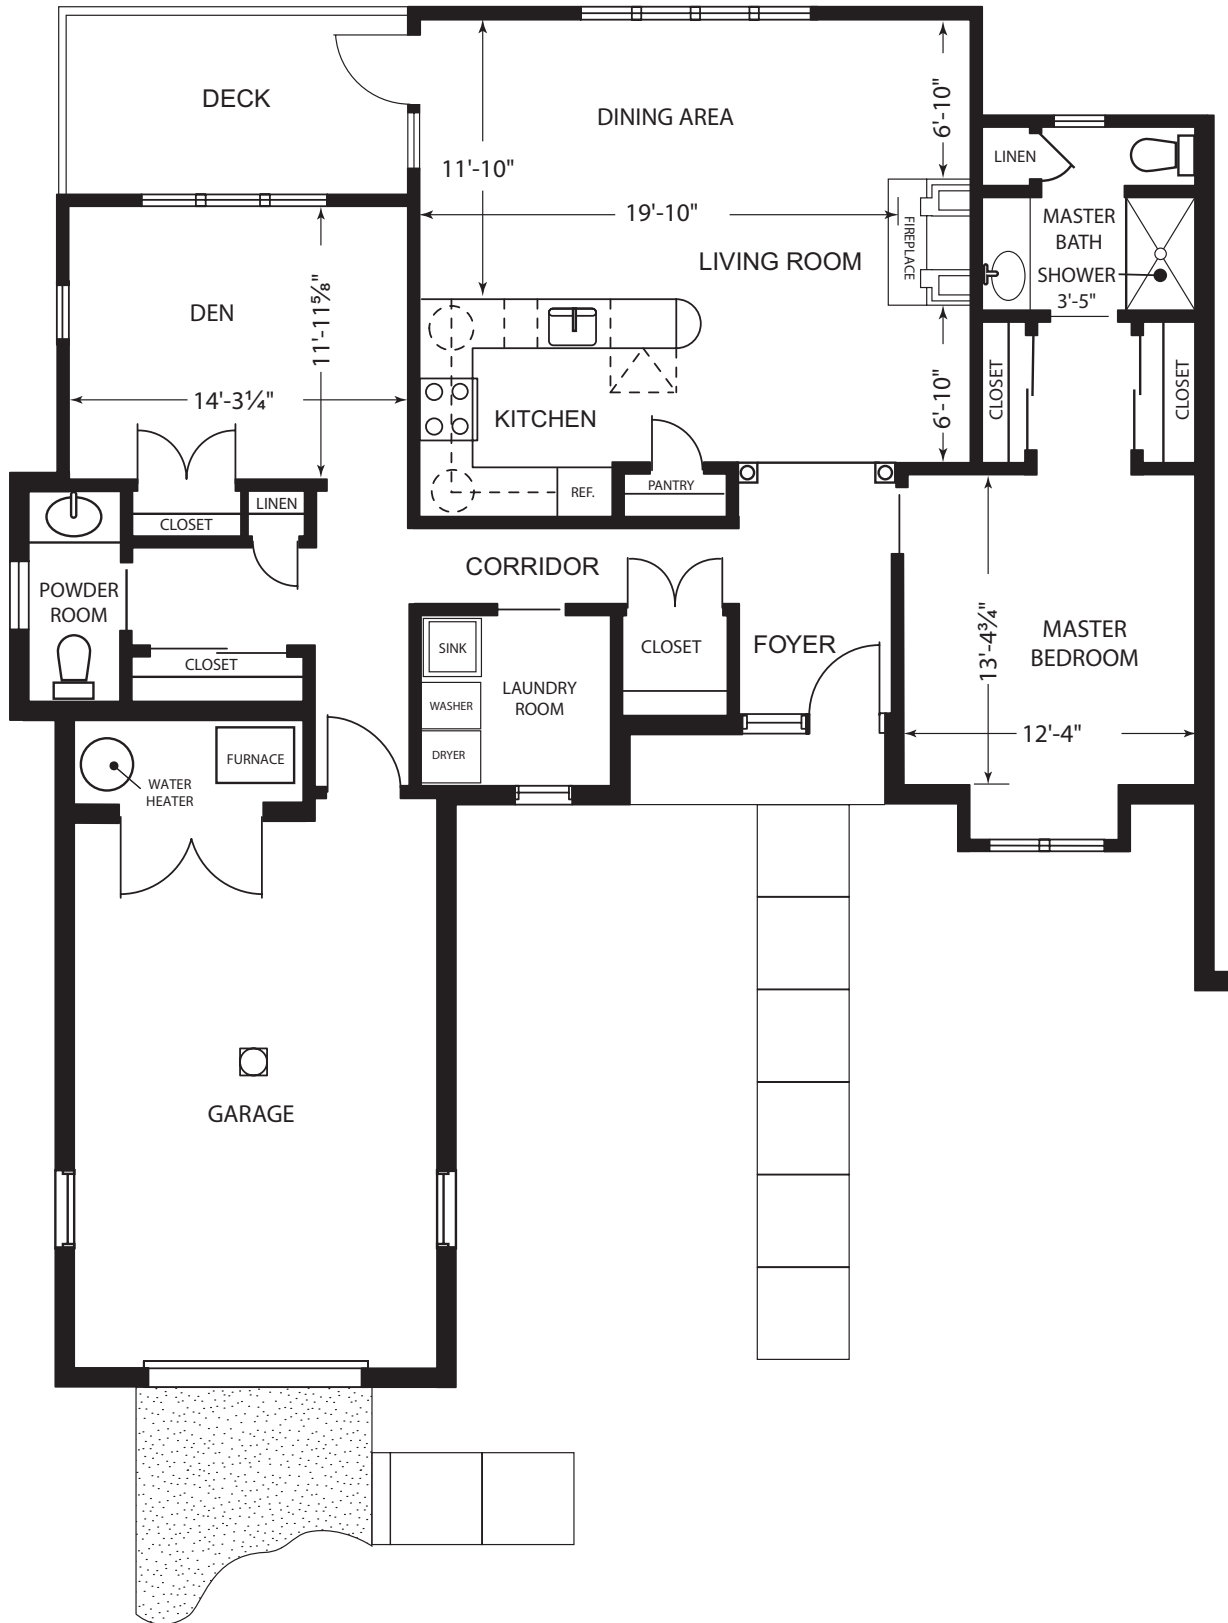 DECK
DINING AREA
6'-10"
11'-10"
LINEN
19'-10"
FIREPLACE
MASTER
BATH
LIVING ROOM
SHOWER
3'-5"
DEN
11'-11⅝"
14'-3¼"
KITCHEN
6'-10"
CLOSET
CLOSET
REF.
PANTRY
LINEN
CLOSET
CORRIDOR
POWDER
ROOM
CLOSET
SINK
WASHER
DRYER
LAUNDRY
ROOM
CLOSET
FOYER
13'-4¾"
MASTER
BEDROOM
12'-4"
FURNACE
WATER
HEATER
GARAGE